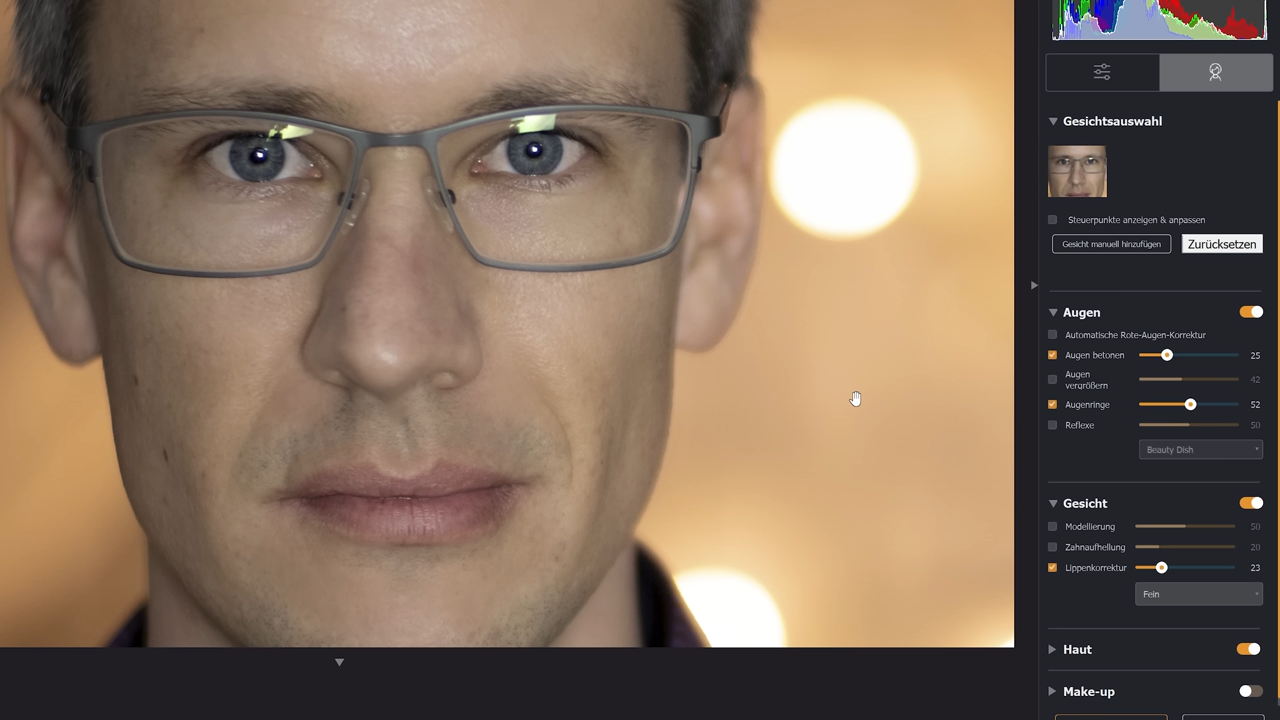 Gesichtsauswahl
Steuerpunkte anzeigen & anpassen
Gesicht manuell hinzufügen
Zurücksetzen
Augen
Automatische Rote-Augen-Korrektur
Augen betonen 25
Augen
vergrößern 42
Augenringe 52
Reflexe 50
Beauty Dish
Gesicht
Modellierung 50
Zahnaufhellung 20
Lippenkorrektur 23
Fein
Haut
Make-up